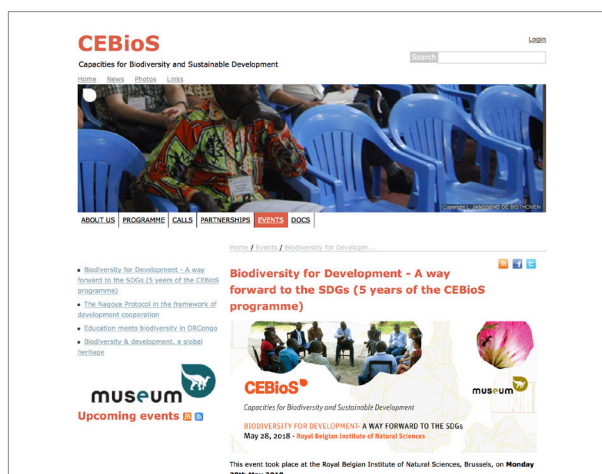 CEBioS
Login
Capacities for Biodiversity and Sustainable Development
Search
Home News Photos Links
Copyright L. JANSSENS DE BISTHOVEN
ABOUT US PROGRAMME CALLS PARTNERSHIPS EVENTS DOCS
Home / Events / Biodiversity for Developm...
Biodiversity for Development - A way
forward to the SDGs (5 years of the CEBioS
programme)
The Nagoya Protocol in the framework of
development cooperation
Education meets biodiversity in DRCongo
Biodiversity & development, a global
heritage
museum
Upcoming events
Biodiversity for Development - A way
forward to the SDGs (5 years of the CEBioS
programme)
CEBioS
museum
Capacities for Biodiversity and Sustainable Development
BIODIVERSITY FOR DEVELOPMENT- A WAY FORWARD TO THE SDGs
May 28, 2018 - Royal Belgian Institute of Natural Sciences
This event took place at the Royal Belgian Institute of Natural Sciences, Brussels, on Monday